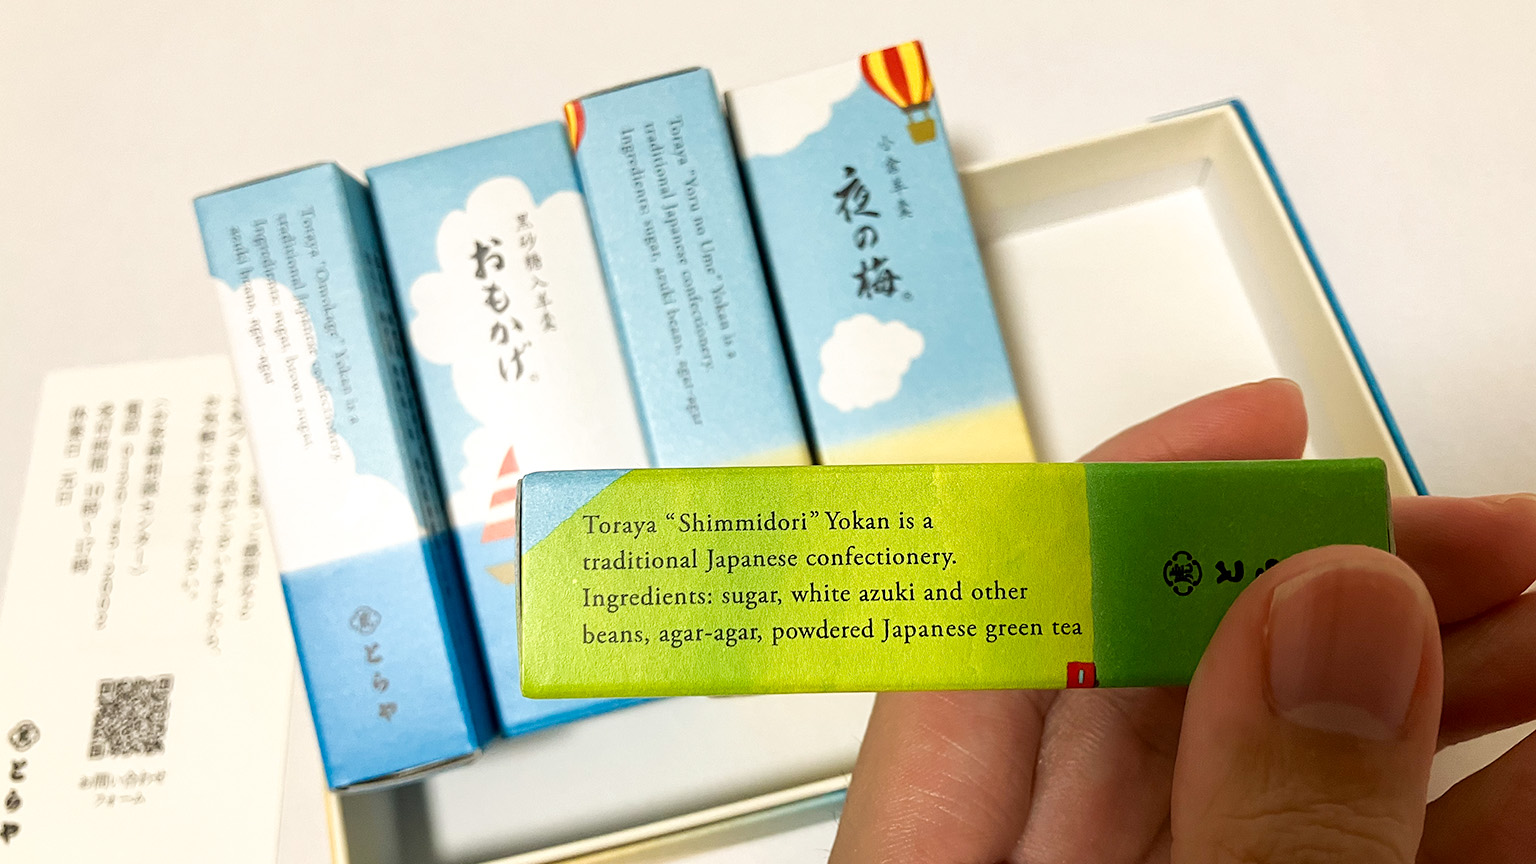 Toraya "Omokage" Yokan is a
traditional Japanese confectionery.
Ingredients: sugar, brown sugar,
azuki beans, agar-agar
とらや
黒砂糖入羊羹
おもかげ。
Toraya "Yoru no Ume" Yokan is a
traditional Japanese confectionery.
Ingredients: sugar, azuki beans, agar-agar
小倉羊羹
夜の梅。
Toraya “Shimmidori” Yokan is a
traditional Japanese confectionery.
Ingredients: sugar, white azuki and other
beans, agar-agar, powdered Japanese green tea
お問い合わせ
フォーム
とらや